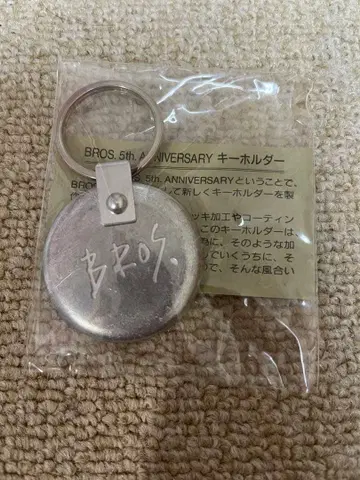 BROS. 5th. ANNIVERSARY キーホルダー
BRO 5th. ANNIVERSARYということで、
して新しくキーホルダーを製
ッキ加工やコーティン
このキーホルダーは、
に、そのような加
していくうちに、そ
ので、そんな風合い
BROS.